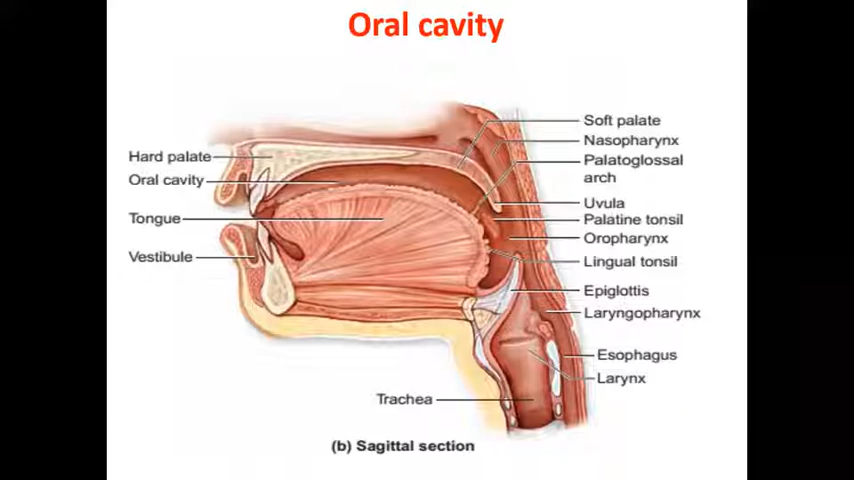 Oral cavity
Hard palate
Oral cavity
Tongue
Vestibule
Soft palate
Nasopharynx
Palatoglossal
arch
Uvula
Palatine tonsil
Oropharynx
Lingual tonsil
Epiglottis
Laryngopharynx
Esophagus
Larynx
Trachea
(b) Sagittal section